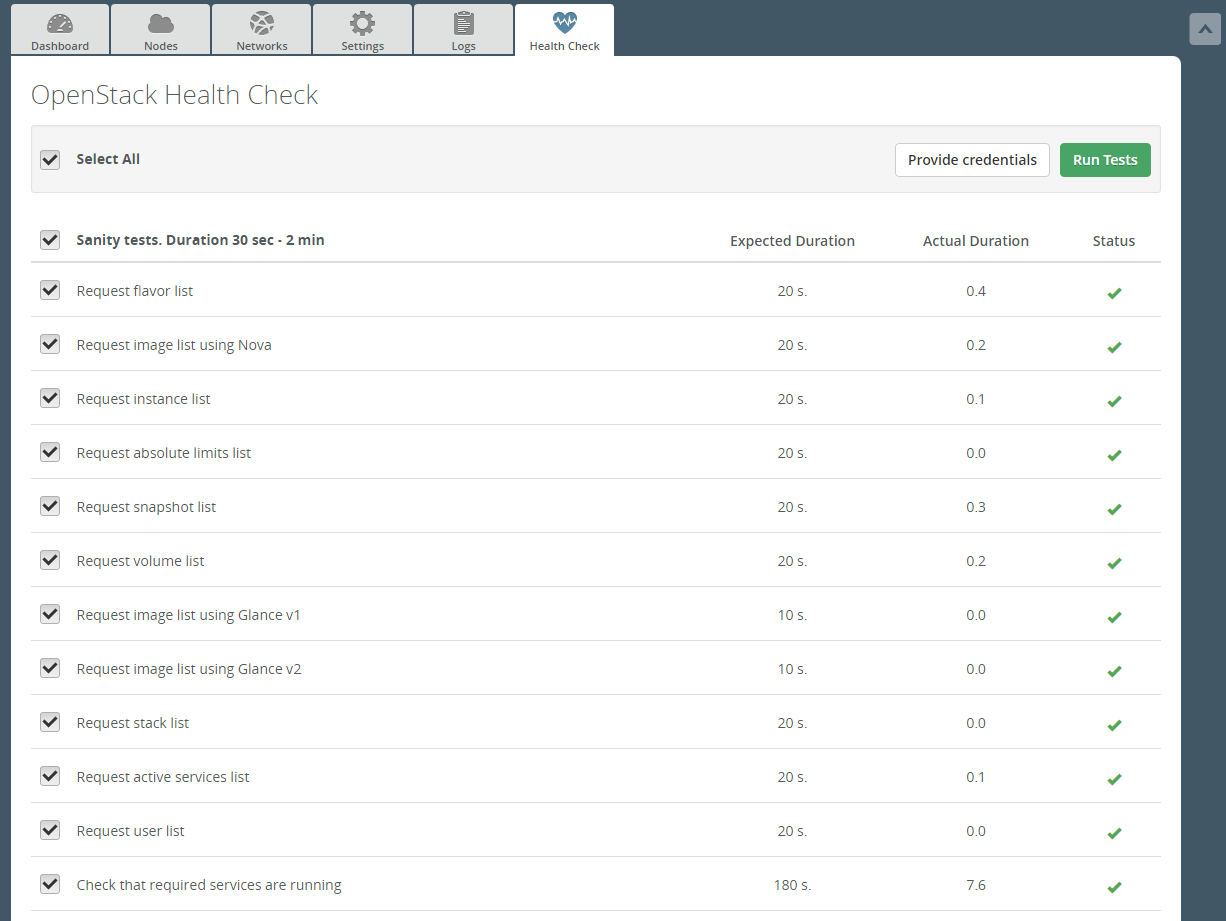 Dashboard Nodes Networks Settings Logs Health Check
OpenStack Health Check
Select All Provide credentials Run Tests
Sanity tests. Duration 30 sec - 2 min Expected Duration Actual Duration Status
Request flavor list 20 s. 0.4
Request image list using Nova 20 s. 0.2
Request instance list 20 s. 0.1
Request absolute limits list 20 s. 0.0
Request snapshot list 20 s. 0.3
Request volume list 20 s. 0.2
Request image list using Glance v1 10 s. 0.0
Request image list using Glance v2 10 s. 0.0
Request stack list 20 s. 0.0
Request active services list 20 s. 0.1
Request user list 20 s. 0.0
Check that required services are running 180 s. 7.6